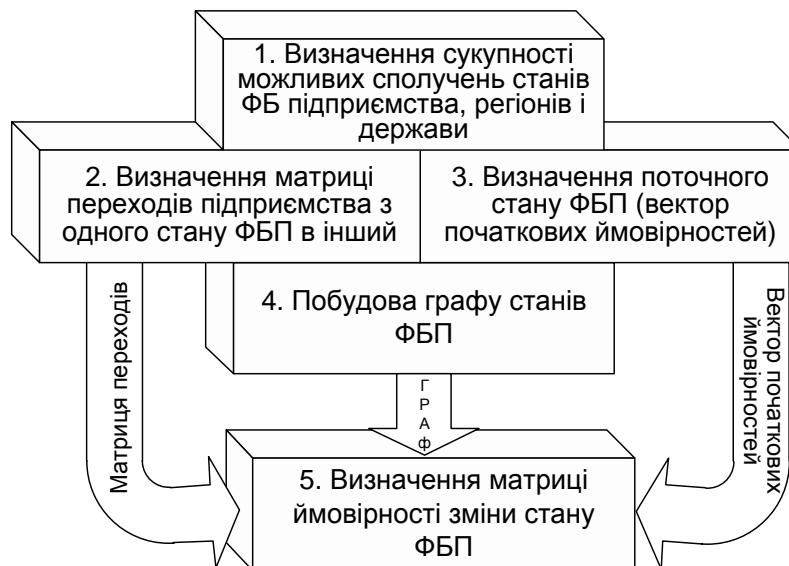 1. Визначення сукупності
можливих сполучень станів
ФБ підприємства, регіонів і
держави
2. Визначення матриці
переходів підприємства з
одного стану ФБП в інший
3. Визначення поточного
стану ФБП (вектор
початкових ймовірностей)
4. Побудова графу станів
ФБП
Матриця переходів
ГРАФ
Вектор початкових
ймовірностей
5. Визначення матриці
ймовірності зміни стану
ФБП